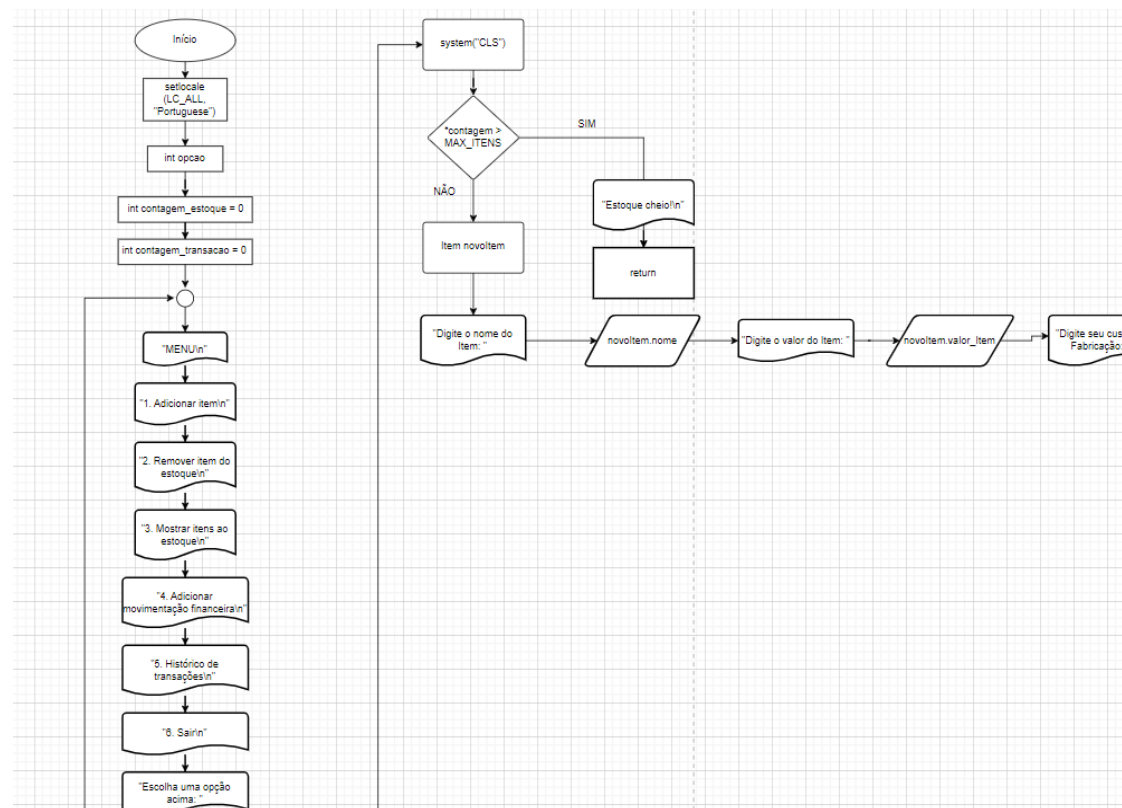 Início
setlocale
(LC_ALL,
"Portuguese")
int opcao
int contagem_estoque = 0
int contagem_transacao = 0
"MENU\n"
"1. Adicionar item\n"
"2. Remover item do
estoque\n"
"3. Mostrar itens ao
estoque\n"
"4. Adicionar
movimentação financeira\n"
"5. Histórico de
transações\n"
"6. Sair\n"
"Escolha uma opção
acima: "
system("CLS")
*contagem >
MAX_ITENS
SIM
NÃO
"Estoque cheio!\n"
return
Item novoItem
"Digite o nome do
Item: "
novoItem.nome
"Digite o valor do Item: "
novoItem.valor_Item
"Digite seu cus
Fabricação: